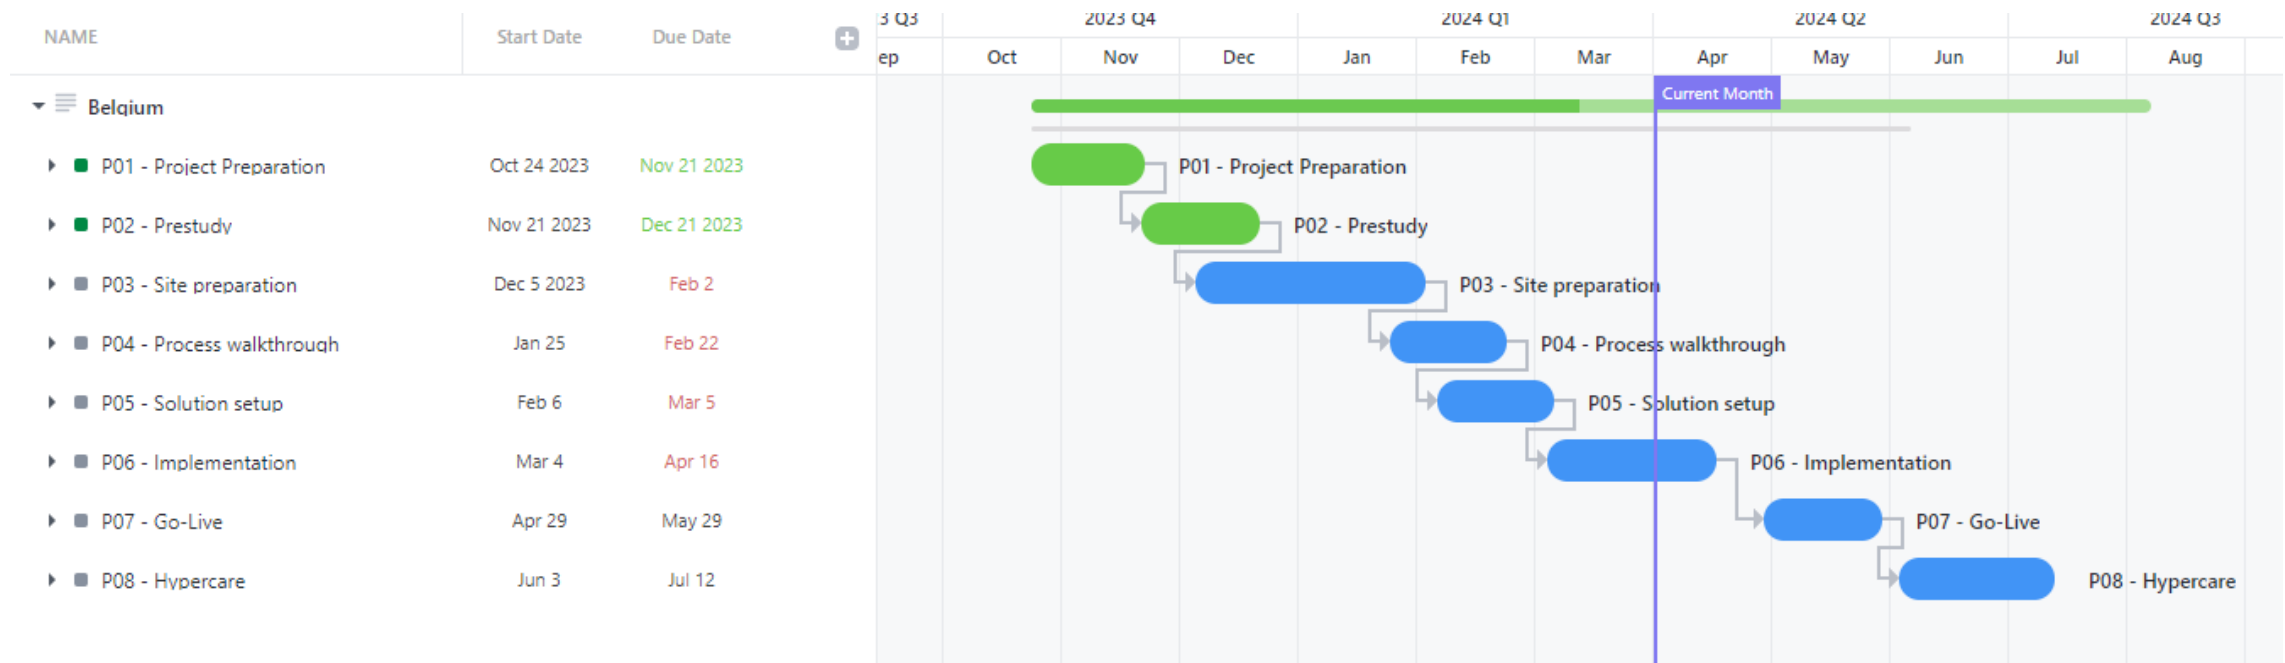 3 Q3 2023 Q4 2024 Q1 2024 Q2 2024 Q3
NAME Start Date Due Date
ep Oct Nov Dec Jan Feb Mar Apr May Jun Jul Aug
Current Month
Belgium
P01 - Project Preparation Oct 24 2023 Nov 21 2023 P01 - Project Preparation
P02 - Prestudy Nov 21 2023 Dec 21 2023 P02 - Prestudy
P03 - Site preparation Dec 5 2023 Feb 2 P03 - Site preparation
P04 - Process walkthrough Jan 25 Feb 22 P04 - Process walkthrough
P05 - Solution setup Feb 6 Mar 5 P05 - Solution setup
P06 - Implementation Mar 4 Apr 16 P06 - Implementation
P07 - Go-Live Apr 29 May 29 P07 - Go-Live
P08 - Hypercare Jun 3 Jul 12 P08 - Hypercare